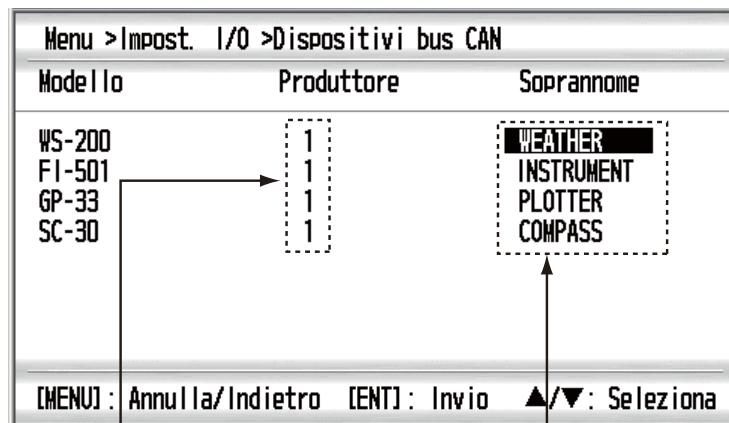 Menu >Impost. I/O >Dispositivi bus CAN
Modello Produttore Soprannome
WS-200 1 WEATHER
FI-501 1 INSTRUMENT
GP-33 1 PLOTTER
SC-30 1 COMPASS
[MENU]: Annulla/Indietro [ENT]: Invio ▲/▼: Seleziona